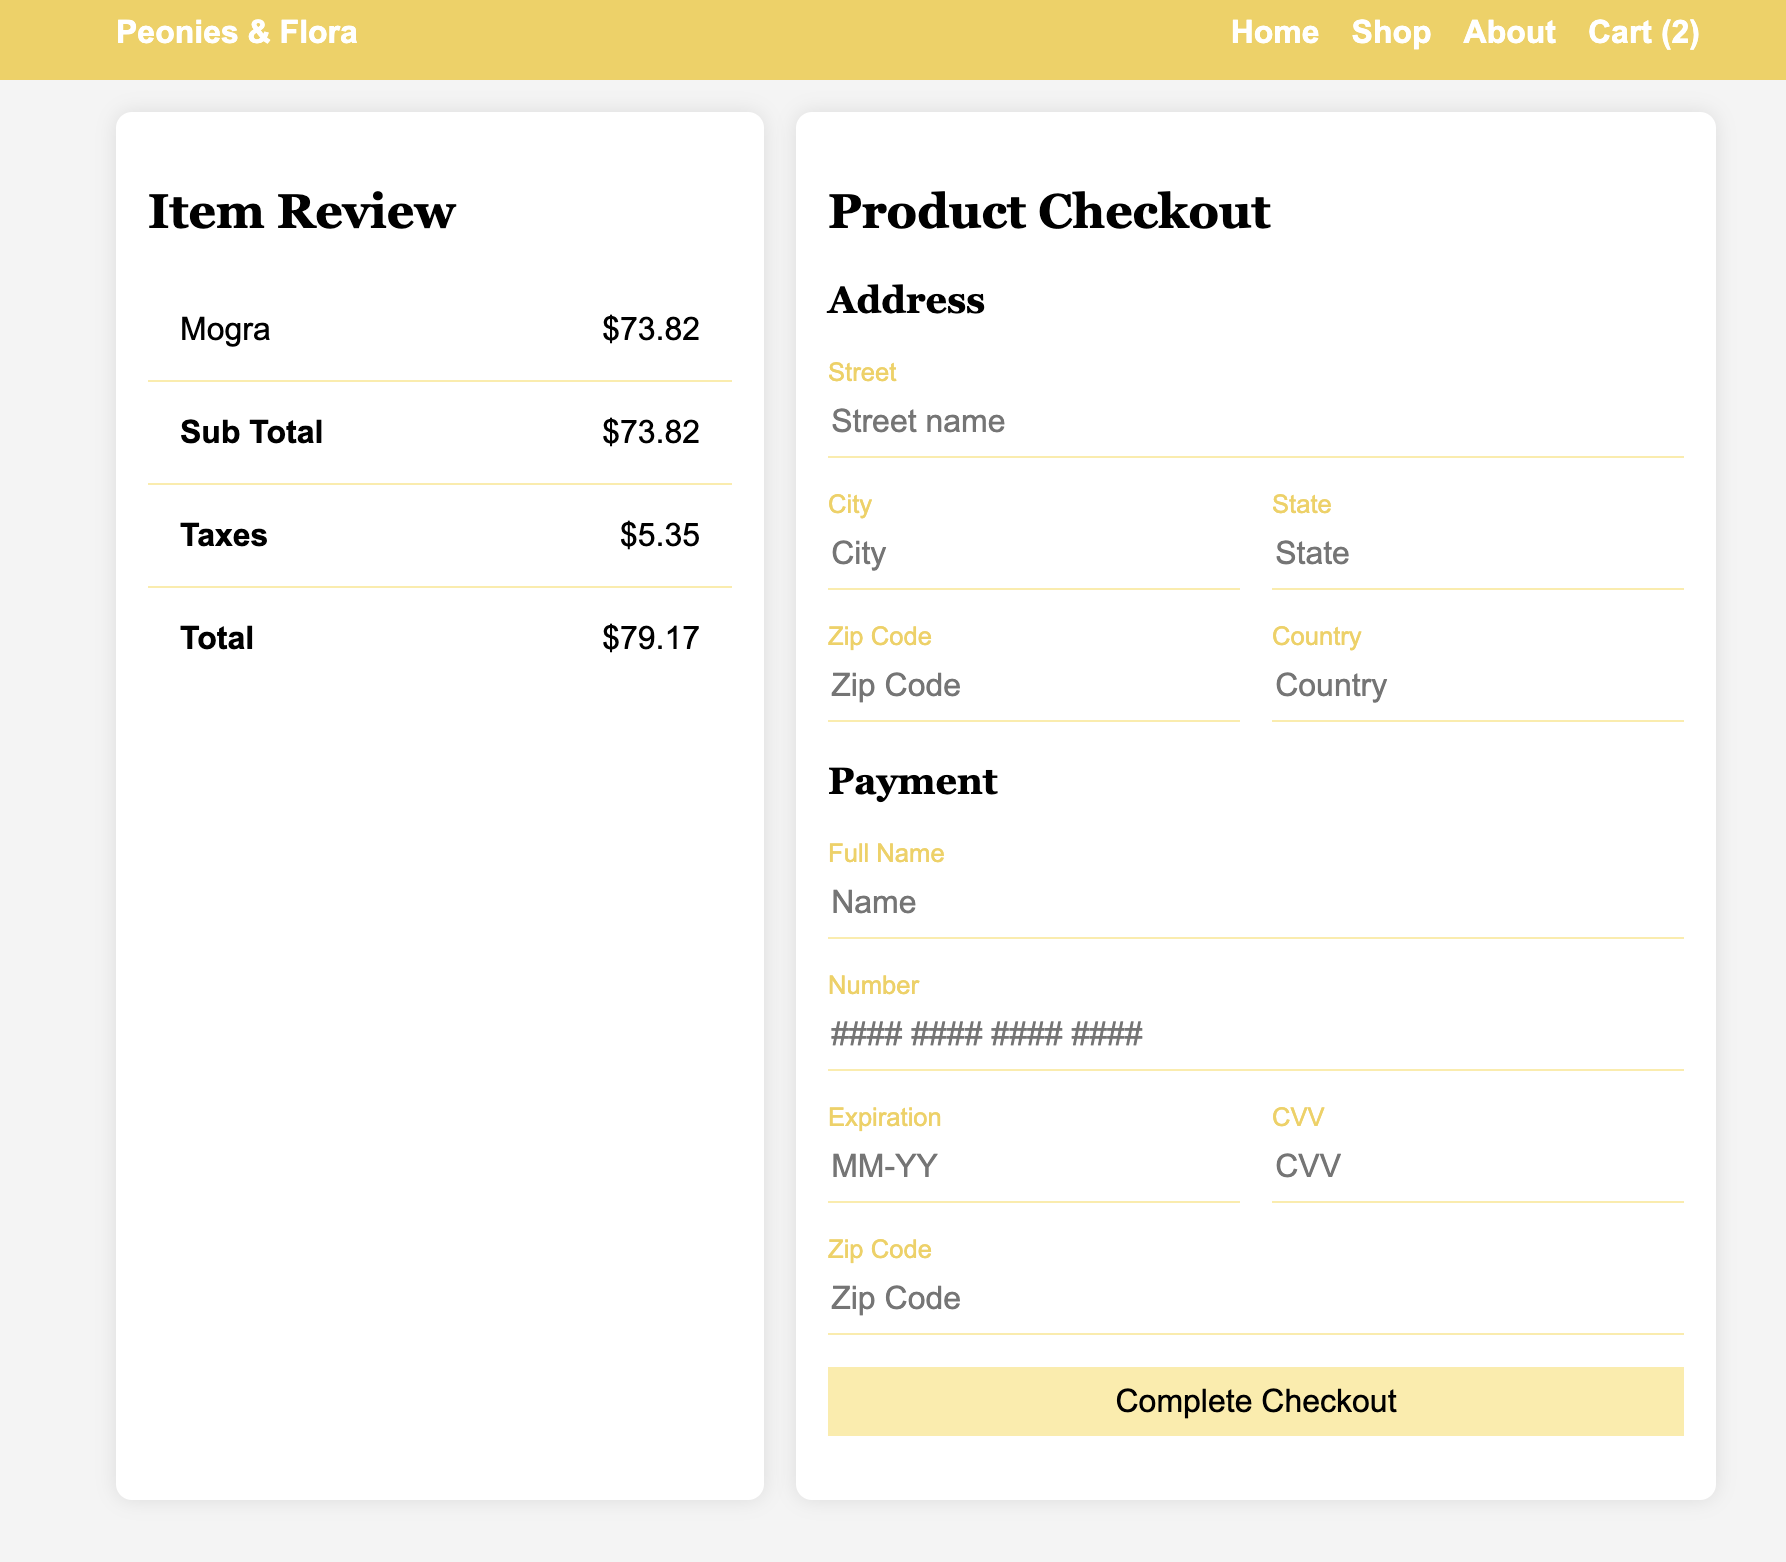 Peonies & Flora
Home Shop About Cart (2)
Item Review
Mogra $73.82
Sub Total $73.82
Taxes $5.35
Total $79.17
Product Checkout
Address
Street
Street name
City State
City State
Zip Code Country
Zip Code Country
Payment
Full Name
Name
Number
#### #### #### ####
Expiration CVV
MM-YY CVV
Zip Code
Zip Code
Complete Checkout